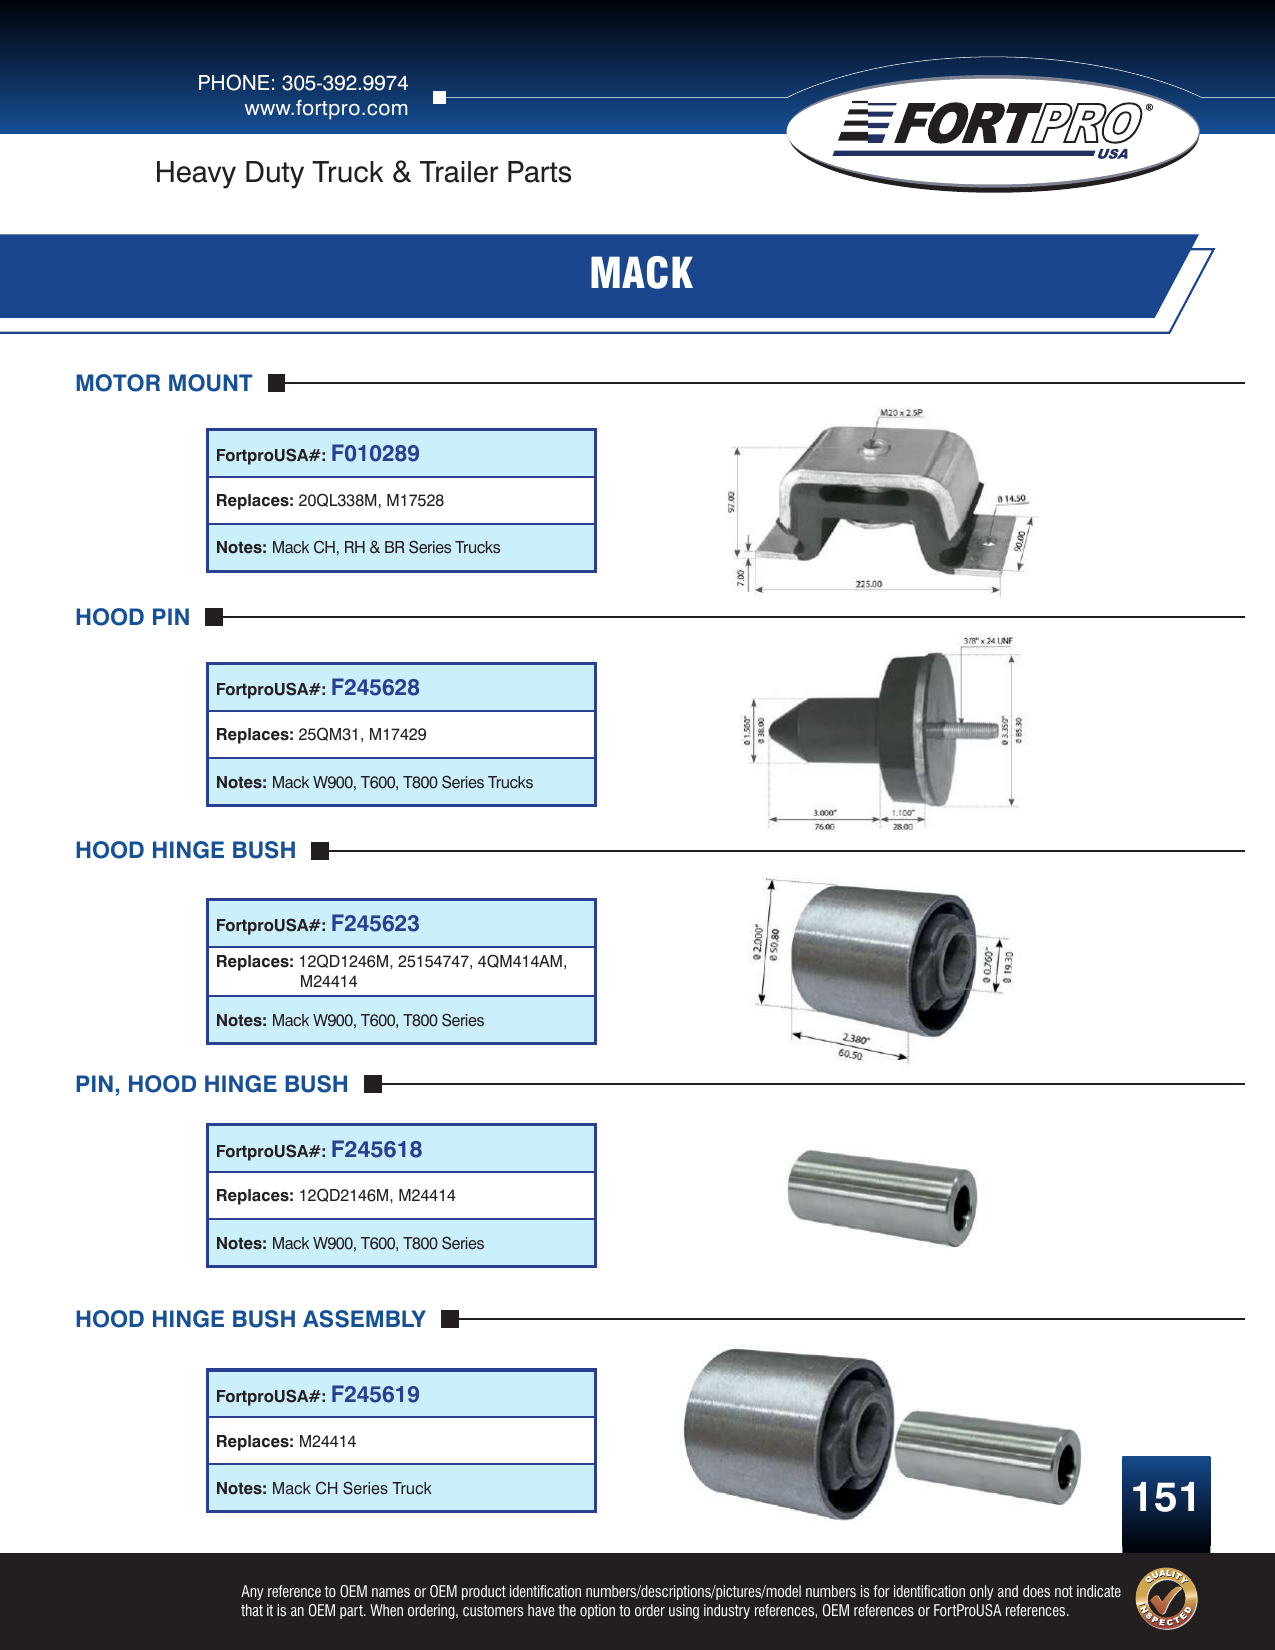 PHONE: 305-392.9974
www.fortpro.com
FORTPRO®
USA
Heavy Duty Truck & Trailer Parts
MACK
MOTOR MOUNT
FortproUSA#: F010289
Replaces: 20QL338M, M17528
Notes: Mack CH, RH & BR Series Trucks
M20 x 2.5P
97.00
Ø 14.50
90.00
7.00
225.00
HOOD PIN
FortproUSA#: F245628
Replaces: 25QM31, M17429
Notes: Mack W900, T600, T800 Series Trucks
3/8" x 24 UNF
Ø 1.500"
Ø 38.00
Ø 3.350"
Ø 85.30
3.000"
76.00
1.100"
28.00
HOOD HINGE BUSH
FortproUSA#: F245623
Replaces: 12QD1246M, 25154747, 4QM414AM,
M24414
Notes: Mack W900, T600, T800 Series
Ø 2.000"
Ø 50.80
Ø 0.760"
Ø 19.30
2.380"
60.50
PIN, HOOD HINGE BUSH
FortproUSA#: F245618
Replaces: 12QD2146M, M24414
Notes: Mack W900, T600, T800 Series
HOOD HINGE BUSH ASSEMBLY
FortproUSA#: F245619
Replaces: M24414
Notes: Mack CH Series Truck
151
Any reference to OEM names or OEM product identification numbers/descriptions/pictures/model numbers is for identification only and does not indicate
that it is an OEM part. When ordering, customers have the option to order using industry references, OEM references or FortProUSA references.
QUALITY
INSPECTED